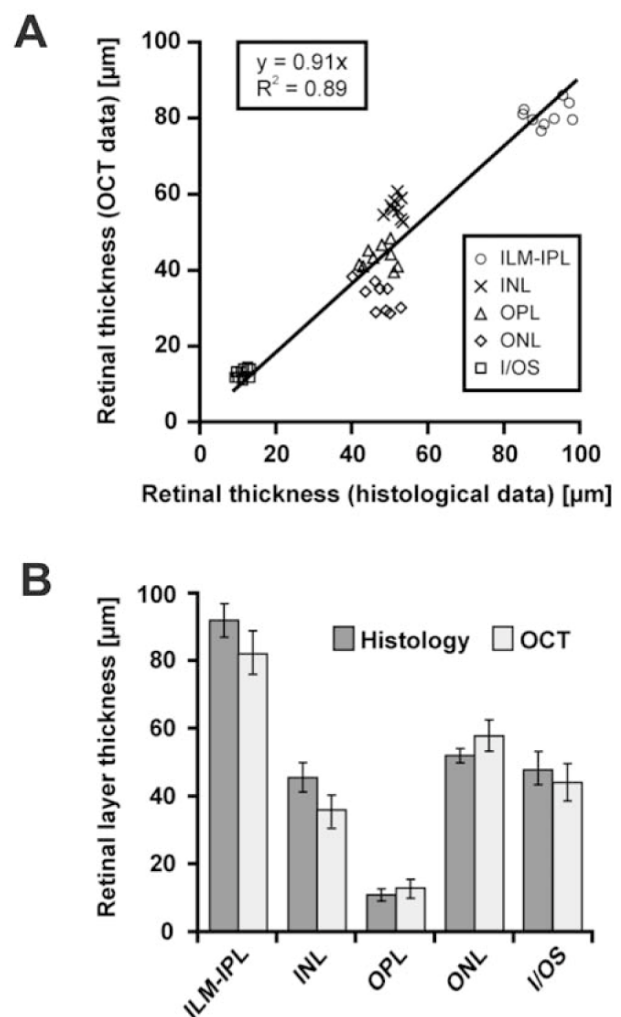 A
100
80
60
40
20
0
0 20 40 60 80 100
Retinal thickness (OCT data) [µm]
Retinal thickness (histological data) [µm]
y = 0.91x
R² = 0.89
ILM-IPL
INL
OPL
ONL
I/OS
B
100
80
60
40
20
0
Retinal layer thickness [µm]
Histology OCT
ILM-IPL INL OPL ONL I/OS